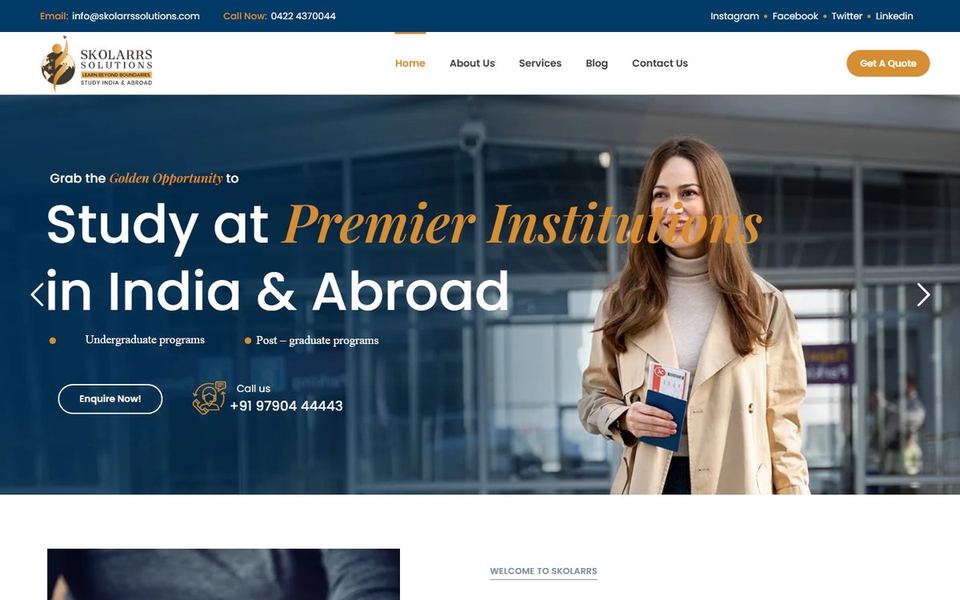 Email: info@skolarrssolutions.com Call Now: 0422 4370044 Instagram • Facebook • Twitter • Linkedin
SKOLARRS
SOLUTIONS
LEARN BEYOND BOUNDARIES
STUDY INDIA & ABROAD
Home About Us Services Blog Contact Us Get A Quote
Grab the Golden Opportunity to
Study at Premier Institutions
in India & Abroad
• Undergraduate programs • Post – graduate programs
Enquire Now!
Call us
+91 97904 44443
WELCOME TO SKOLARRS